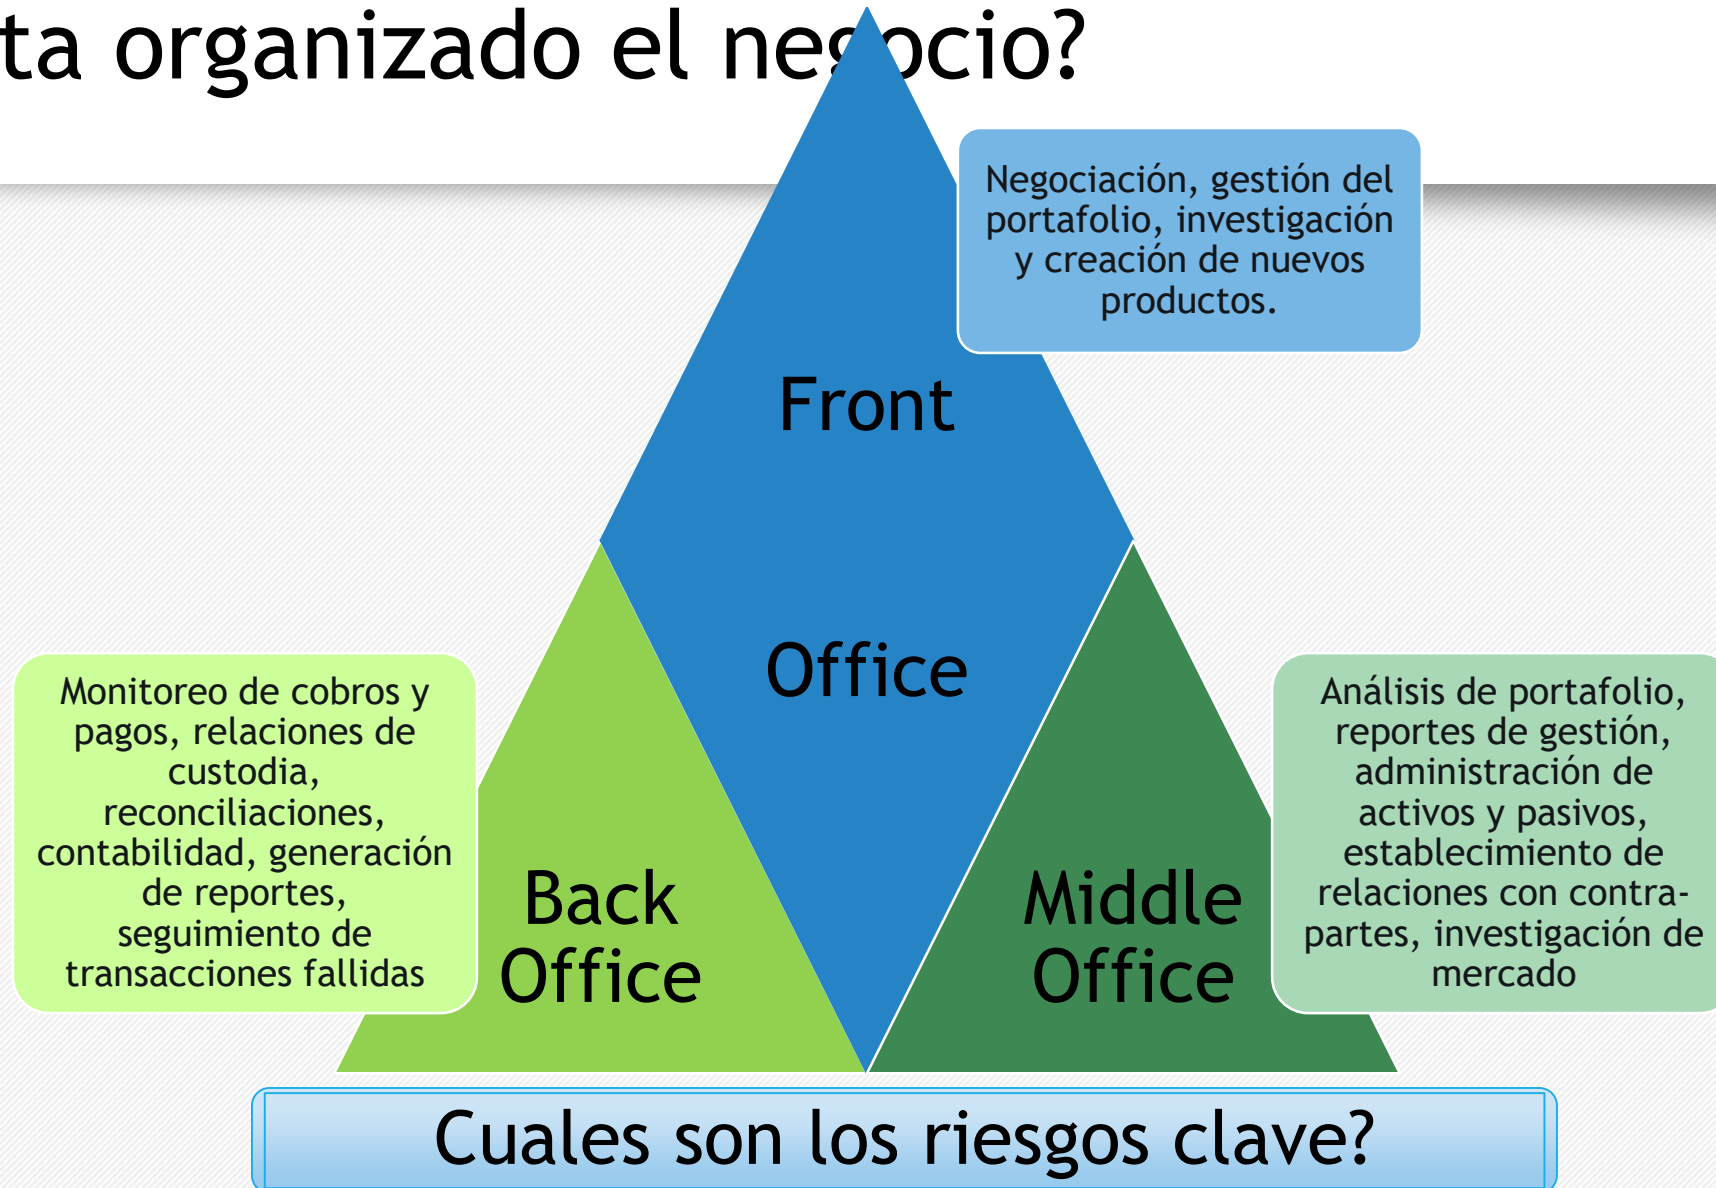 ta organizado el negocio?
Negociación, gestión del
portafolio, investigación
y creación de nuevos
productos.
Front
Office
Monitoreo de cobros y
pagos, relaciones de
custodia,
reconciliaciones,
contabilidad, generación
de reportes,
seguimiento de
transacciones fallidas
Back
Office
Middle
Office
Análisis de portafolio,
reportes de gestión,
administración de
activos y pasivos,
establecimiento de
relaciones con contra-
partes, investigación de
mercado
Cuales son los riesgos clave?